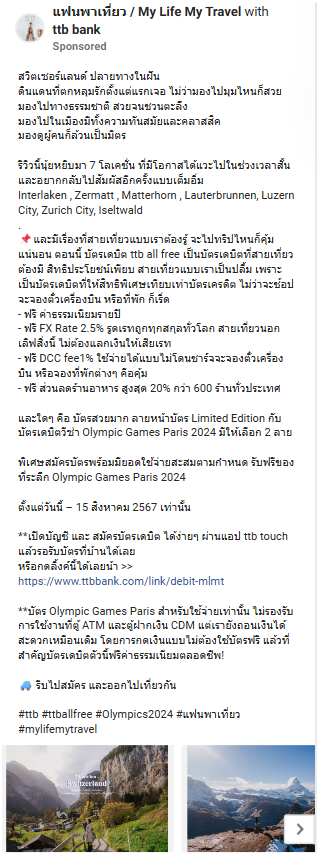 แฟนพาเที่ยว / My Life My Travel with
ttb bank
Sponsored
สวิตเซอร์แลนด์ ปลายทางในฝัน
ดินแดนที่ตกหลุมรักตั้งแต่แรกเจอ ไม่ว่ามองไปมุมไหนก็สวย
มองไปทางธรรมชาติ สวยจนชวนตะลึง
มองไปในเมืองมีทั้งความทันสมัยและคลาสสิค
มองดูผู้คนก็ล้วนเป็นมิตร
รีวิวนี้นุ้ยหยิบมา 7 โลเคชั่น ที่มีโอกาสได้แวะไปในช่วงเวลาสั้น
และอยากกลับไปสัมผัสอีกครั้งแบบเต็มอิ่ม
Interlaken , Zermatt , Matterhorn , Lauterbrunnen, Luzern
City, Zurich City, Iseltwald
.
📌 และมีเรื่องที่สายเที่ยวแบบเราต้องรู้ จะไปทริปไหนก็คุ้ม
แน่นอน ตอนนี้ บัตรเดบิต ttb all free เป็นบัตรเดบิตที่สายเที่ยว
ต้องมี สิทธิประโยชน์เพียบ สายเที่ยวแบบเราเป็นปลื้ม เพราะ
เป็นบัตรเดบิตที่ให้สิทธิพิเศษเทียบเท่าบัตรเครดิต ไม่ว่าจะช้อป
จะจองตั๋วเครื่องบิน หรือที่พัก ก็เริ่ด
- ฟรี ค่าธรรมเนียมรายปี
- ฟรี FX Rate 2.5% รูดเรทถูกทุกสกุลทั่วโลก สายเที่ยวนอก
เลิฟสิ่งนี้ ไม่ต้องแลกเงินให้เสียเรท
- ฟรี DCC fee1% ใช้จ่ายได้แบบไม่โดนชาร์จจะจองตั๋วเครื่อง
บิน หรือจองที่พักต่างๆ คือคุ้ม
- ฟรี ส่วนลดร้านอาหาร สูงสุด 20% กว่า 600 ร้านทั่วประเทศ
และใดๆ คือ บัตรสวยมาก ลายหน้าบัตร Limited Edition กับ
บัตรเดบิตวีซ่า Olympic Games Paris 2024 มีให้เลือก 2 ลาย
พิเศษสมัครบัตรพร้อมมียอดใช้จ่ายสะสมตามกำหนด รับฟรีของ
ที่ระลึก Olympic Games Paris 2024
ตั้งแต่วันนี้ – 15 สิงหาคม 2567 เท่านั้น
**เปิดบัญชี และ สมัครบัตรเดบิต ได้ง่ายๆ ผ่านแอป ttb touch
แล้วรอรับบัตรที่บ้านได้เลย
หรือกดลิ้งค์นี้ได้เลยน้า >>
https://www.ttbbank.com/link/debit-mlmt
**บัตร Olympic Games Paris สำหรับใช้จ่ายเท่านั้น ไม่รองรับ
การใช้งานที่ตู้ ATM และตู้ฝากเงิน CDM แต่เรายังถอนเงินได้
สะดวกเหมือนเดิม โดยการกดเงินแบบไม่ต้องใช้บัตรฟรี แล้วที่
สำคัญบัตรเดบิตตัวนี้ฟรีค่าธรรมเนียมตลอดชีพ!
🚙 รีบไปสมัคร และออกไปเที่ยวกัน
#ttb #ttballfree #Olympics2024 #แฟนพาเที่ยว
#mylifemytravel
Switzerland